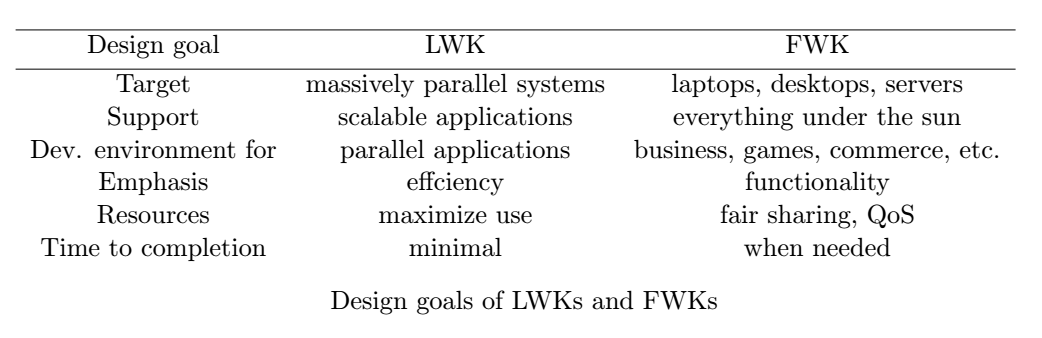 Design goal LWK FWK
Target massively parallel systems laptops, desktops, servers
Support scalable applications everything under the sun
Dev. environment for parallel applications business, games, commerce, etc.
Emphasis effciency functionality
Resources maximize use fair sharing, QoS
Time to completion minimal when needed
Design goals of LWKs and FWKs